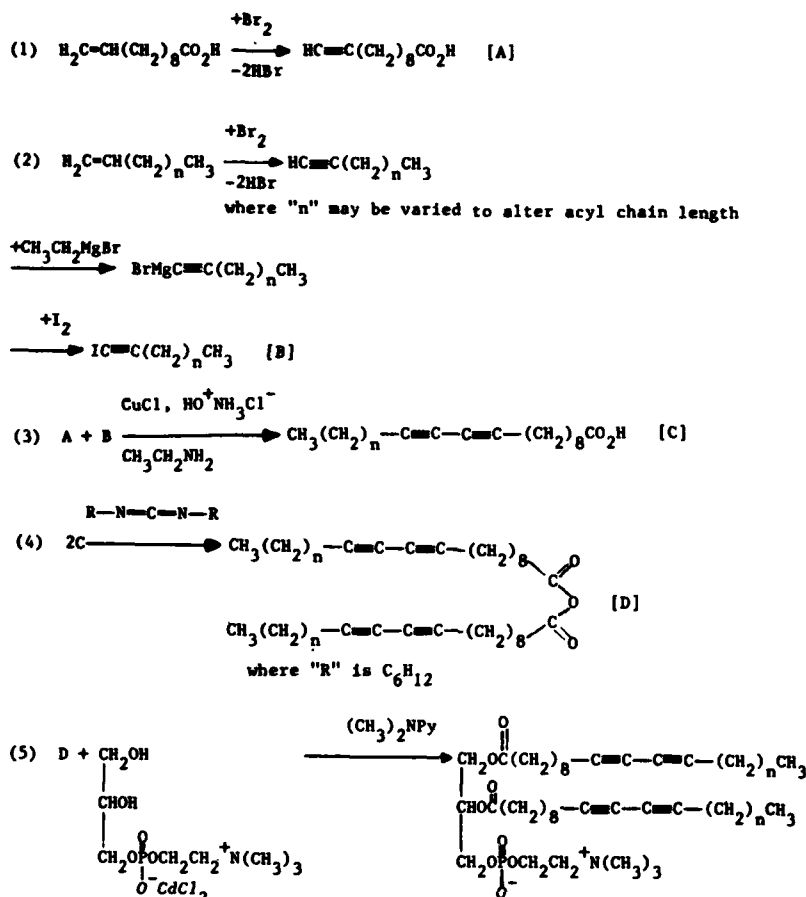 +Br2
(1) H2C=CH(CH2)8CO2H → HC≡C(CH2)8CO2H [A]
-2HBr
+Br2
(2) H2C=CH(CH2)nCH3 → HC≡C(CH2)nCH3
-2HBr
where "n" may be varied to alter acyl chain length
+CH3CH2MgBr
→ BrMgC≡C(CH2)nCH3
+I2
→ IC≡C(CH2)nCH3 [B]
CuCl, HO+NH3Cl-
(3) A + B → CH3(CH2)n—C≡C—C≡C—(CH2)8CO2H [C]
CH3CH2NH2
R—N=C=N—R
(4) 2C → CH3(CH2)n—C≡C—C≡C—(CH2)8
C O
O [D]
CH3(CH2)n—C≡C—C≡C—(CH2)8 C O
where "R" is C6H12
(CH3)2NPy
(5) D + CH2OH → CH2OC(CH2)8—C≡C—C≡C—(CH2)nCH3
O
CHOH CHOC(CH2)8—C≡C—C≡C—(CH2)nCH3
O
O O
CH2OPOCH2CH2N+(CH3)3 CH2OPOCH2CH2N+(CH3)3
O-CdCl2 O-